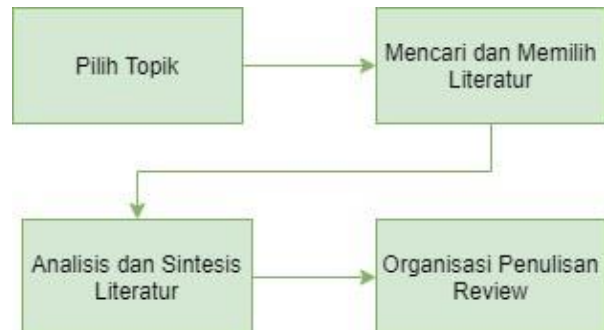 Pilih Topik
Mencari dan Memilih
Literatur
Analisis dan Sintesis
Literatur
Organisasi Penulisan
Review